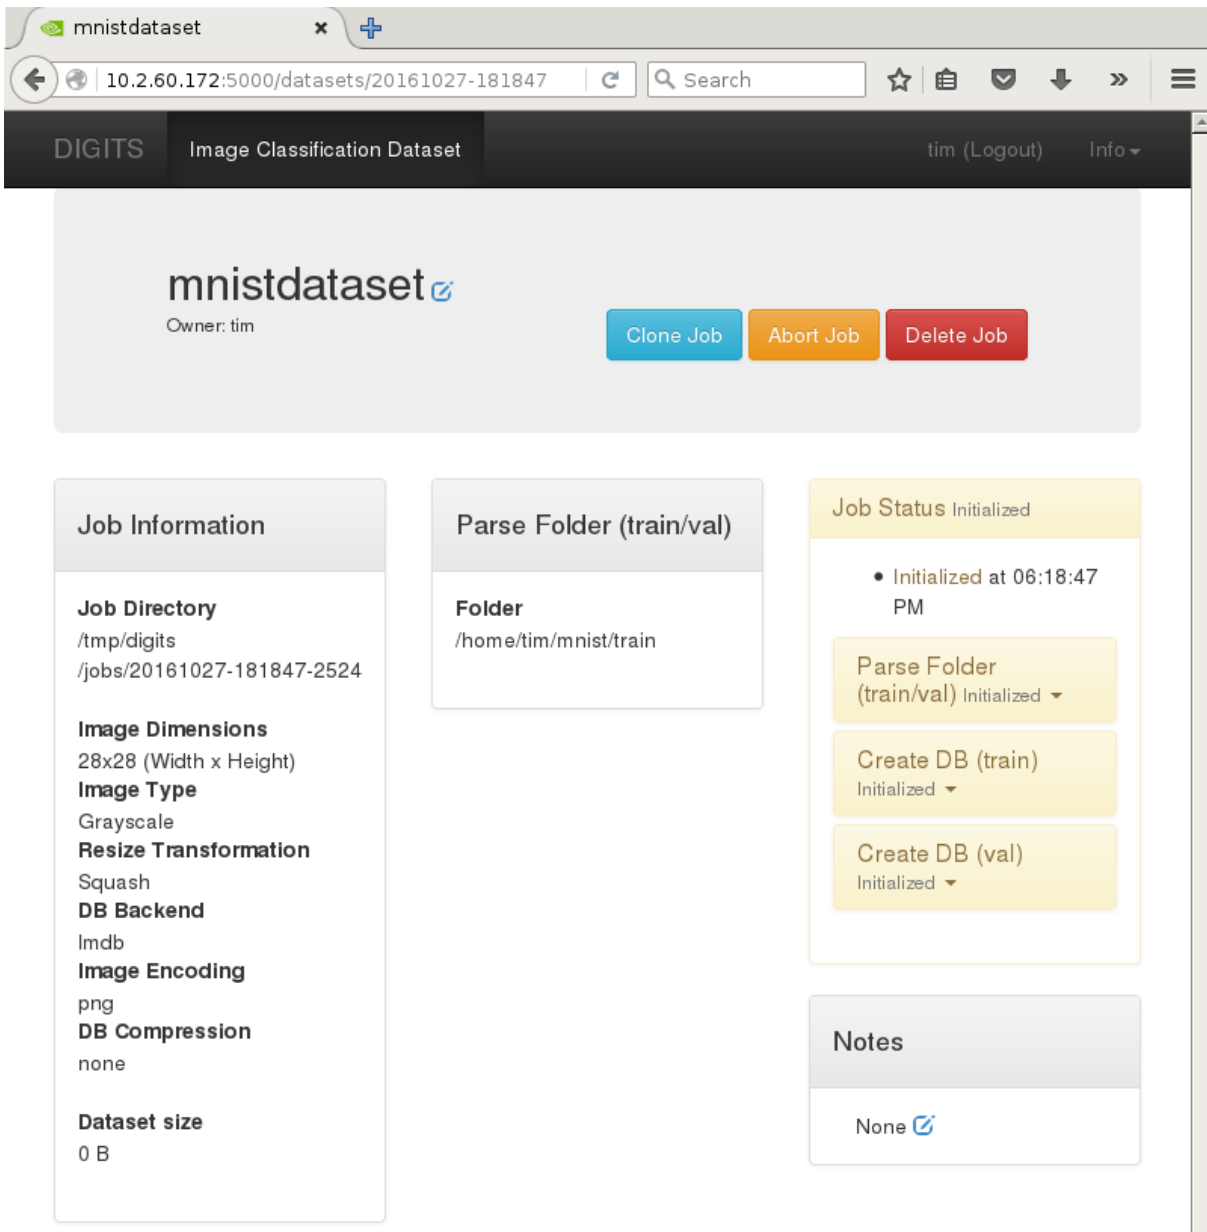 mnistdataset
10.2.60.172:5000/datasets/20161027-181847
Search
DIGITS
Image Classification Dataset
tim (Logout)
Info
mnistdataset
Owner: tim
Clone Job
Abort Job
Delete Job
Job Information
Job Directory
/tmp/digits
/jobs/20161027-181847-2524
Image Dimensions
28x28 (Width x Height)
Image Type
Grayscale
Resize Transformation
Squash
DB Backend
lmdb
Image Encoding
png
DB Compression
none
Dataset size
0 B
Parse Folder (train/val)
Folder
/home/tim/mnist/train
Job Status Initialized
• Initialized at 06:18:47
PM
Parse Folder
(train/val) Initialized
Create DB (train)
Initialized
Create DB (val)
Initialized
Notes
None